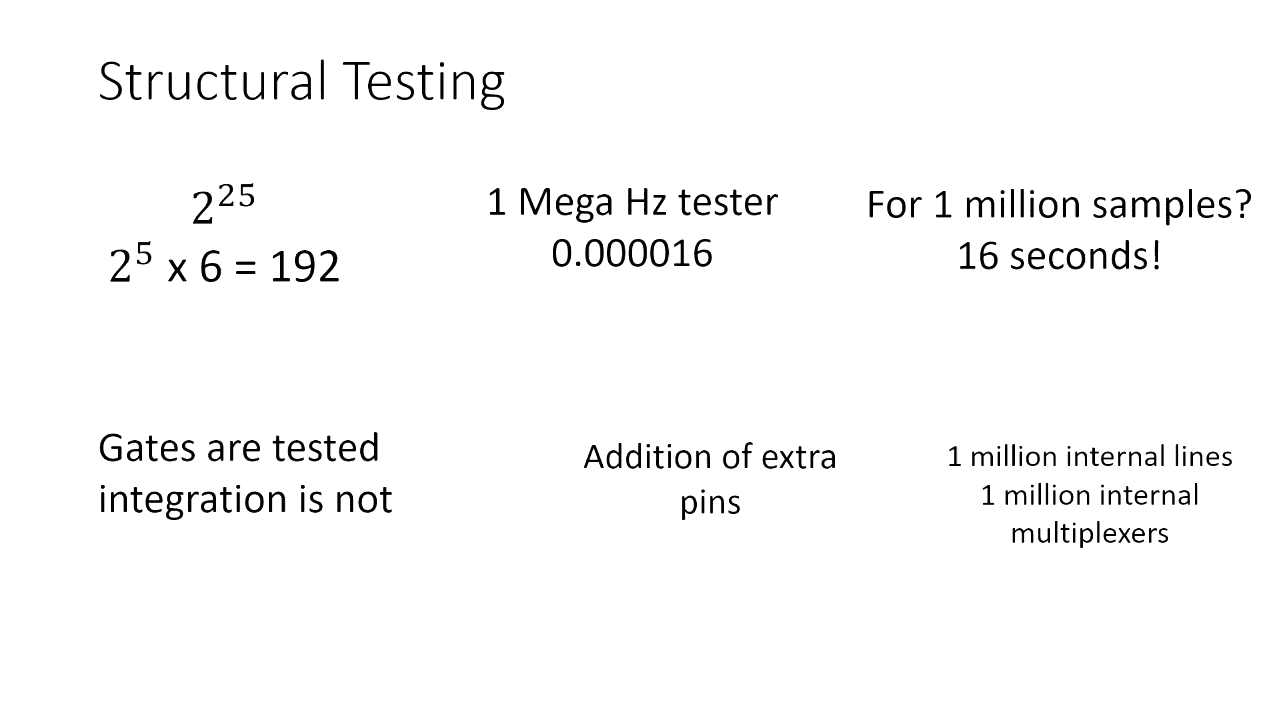 Structural Testing
2^25
2^5 x 6 = 192
1 Mega Hz tester
0.000016
For 1 million samples?
16 seconds!
Gates are tested
integration is not
Addition of extra
pins
1 million internal lines
1 million internal
multiplexers